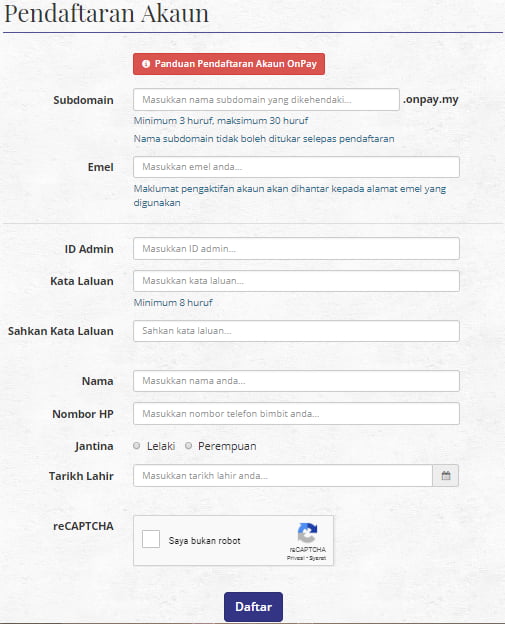 Pendaftaran Akaun
Panduan Pendaftaran Akaun OnPay
Subdomain Masukkan nama subdomain yang dikehendaki... .onpay.my
Minimum 3 huruf, maksimum 30 huruf
Nama subdomain tidak boleh ditukar selepas pendaftaran
Emel Masukkan emel anda...
Maklumat pengaktifan akaun akan dihantar kepada alamat emel yang
digunakan
ID Admin Masukkan ID admin...
Kata Laluan Masukkan kata laluan...
Minimum 8 huruf
Sahkan Kata Laluan Sahkan kata laluan...
Nama Masukkan nama anda...
Nombor HP Masukkan nombor telefon bimbit anda...
Jantina Lelaki Perempuan
Tarikh Lahir Masukkan tarikh lahir anda...
reCAPTCHA Saya bukan robot
reCAPTCHA
Privasi - Syarat
Daftar